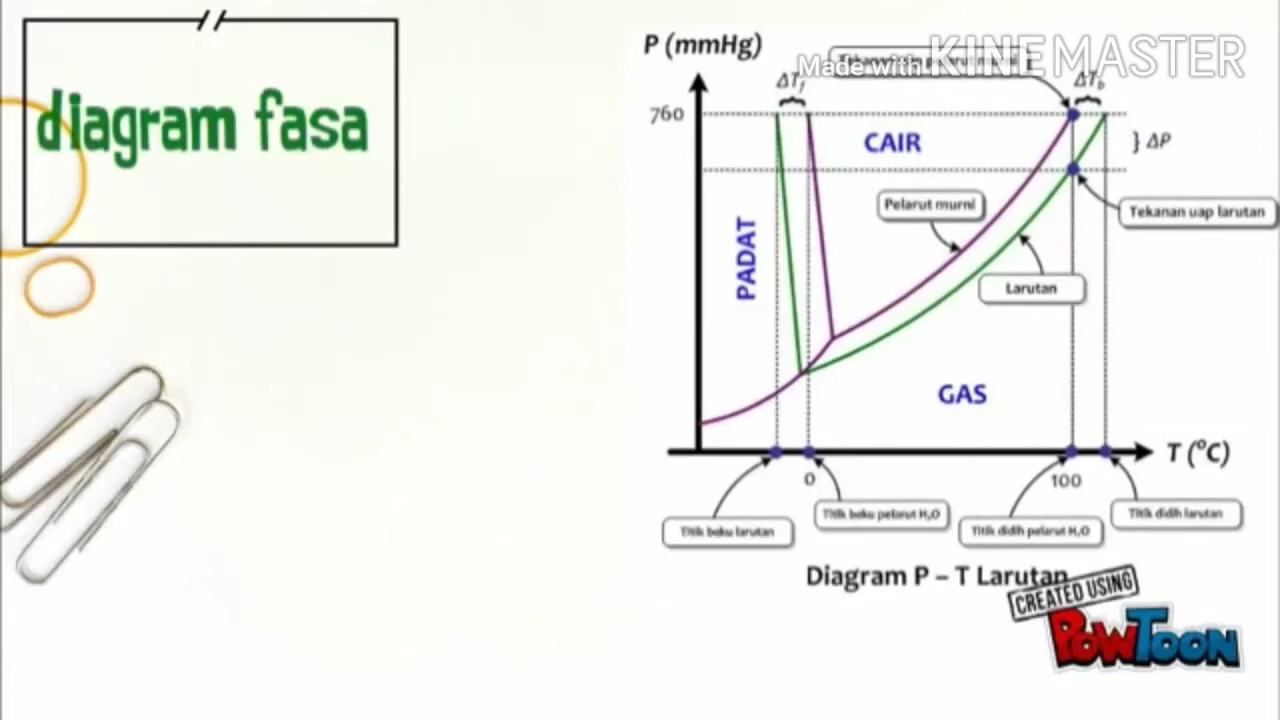 diagram fasa
P (mmHg)
Made with KINEMASTER
ΔTf
ΔTb
760
CAIR
} ΔP
Pelarut murni
Tekanan uap larutan
PADAT
Larutan
GAS
T (°C)
0
100
Titik beku larutan
Titik beku pelarut H₂O
Titik didih pelarut H₂O
Titik didih larutan
Diagram P – T Larutan
CREATED USING
POWTOON